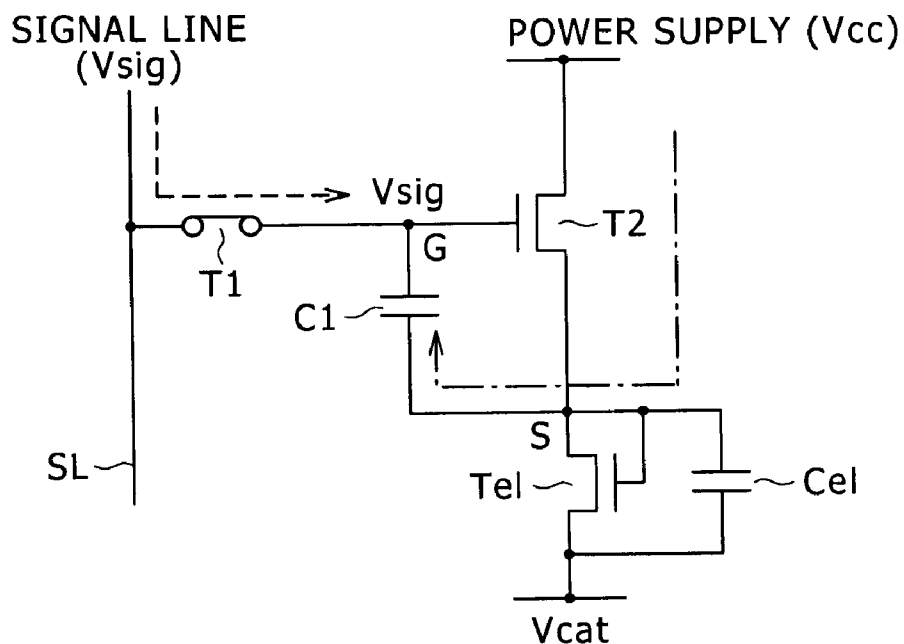 SIGNAL LINE
(Vsig)
POWER SUPPLY (Vcc)
Vsig
G
T2
T1
C1
S
SL
Tel
Cel
Vcat